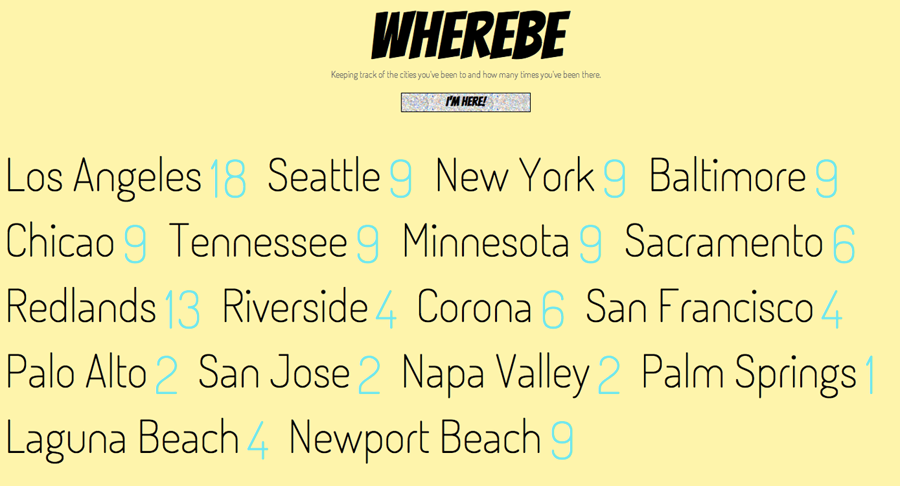 WHEREBE
Keeping track of the cities you've been to and how many times you've been there.
I'M HERE!
Los Angeles 18 Seattle 9 New York 9 Baltimore 9
Chicao 9 Tennessee 9 Minnesota 9 Sacramento 6
Redlands 13 Riverside 4 Corona 6 San Francisco 4
Palo Alto 2 San Jose 2 Napa Valley 2 Palm Springs 1
Laguna Beach 4 Newport Beach 9